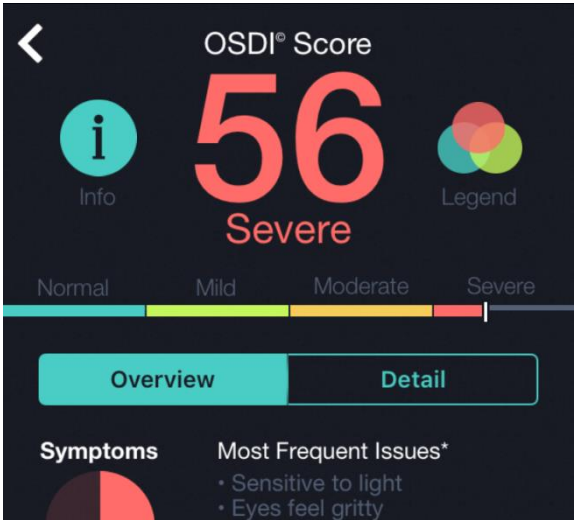 OSDI© Score
56
Severe
i
Info
Legend
Normal Mild Moderate Severe
Overview Detail
Symptoms
Most Frequent Issues*
• Sensitive to light
• Eyes feel gritty